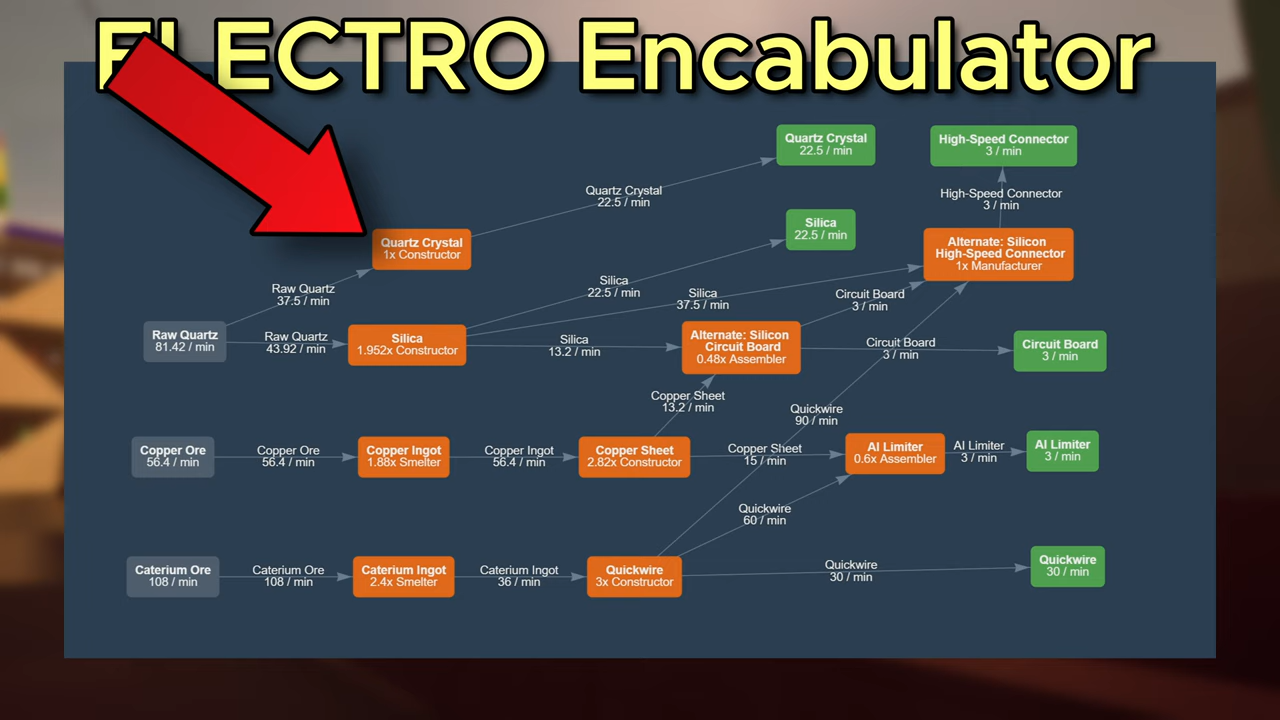 ELECTRO Encabulator
Quartz Crystal
22.5 / min
High-Speed Connector
3 / min
Quartz Crystal
22.5 / min
High-Speed Connector
3 / min
Silica
22.5 / min
Quartz Crystal
1x Constructor
Alternate: Silicon
High-Speed Connector
1x Manufacturer
Raw Quartz
37.5 / min
Silica
22.5 / min
Silica
37.5 / min
Circuit Board
3 / min
Raw Quartz
81.42 / min
Raw Quartz
43.92 / min
Silica
1.952x Constructor
Silica
13.2 / min
Alternate: Silicon
Circuit Board
0.48x Assembler
Circuit Board
3 / min
Circuit Board
3 / min
Copper Sheet
13.2 / min
Quickwire
90 / min
Copper Ore
56.4 / min
Copper Ore
56.4 / min
Copper Ingot
1.88x Smelter
Copper Ingot
56.4 / min
Copper Sheet
2.82x Constructor
Copper Sheet
15 / min
AI Limiter
0.6x Assembler
AI Limiter
3 / min
AI Limiter
3 / min
Quickwire
60 / min
Caterium Ore
108 / min
Caterium Ore
108 / min
Caterium Ingot
2.4x Smelter
Caterium Ingot
36 / min
Quickwire
3x Constructor
Quickwire
30 / min
Quickwire
30 / min